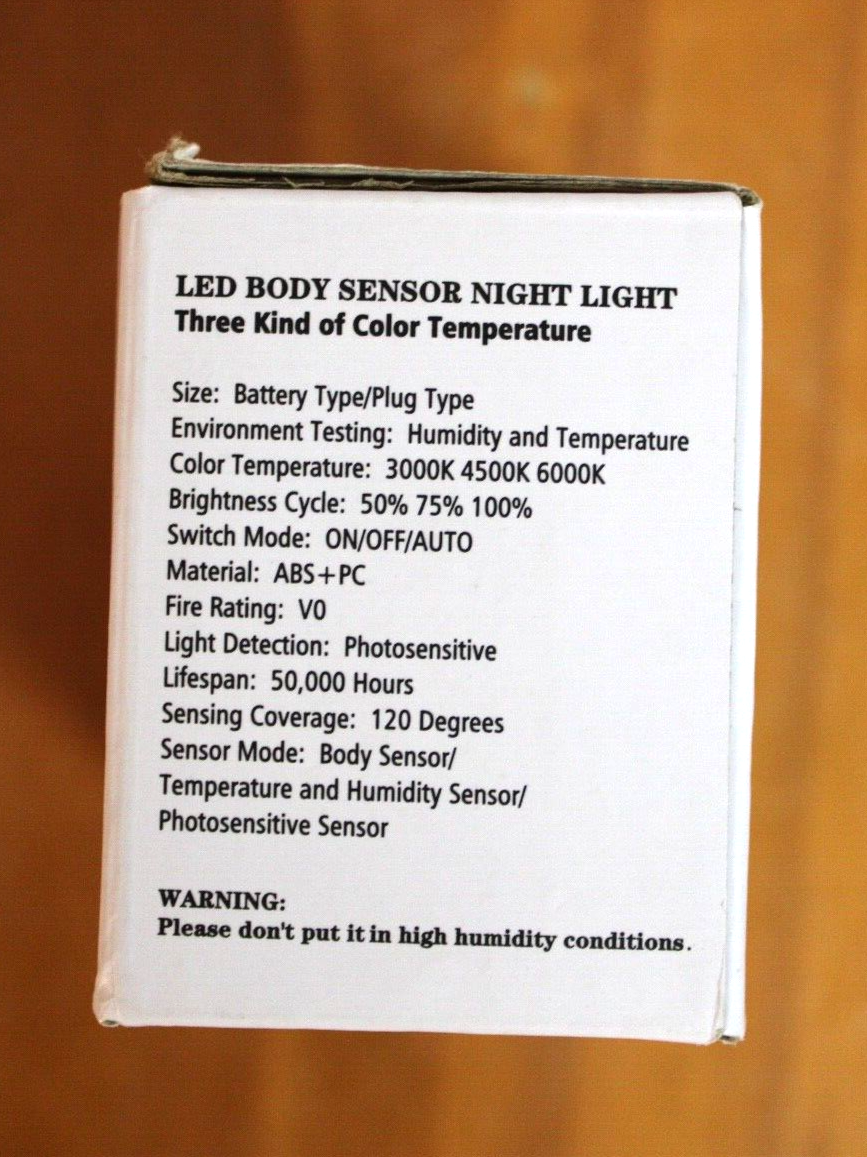 LED BODY SENSOR NIGHT LIGHT
Three Kind of Color Temperature
Size: Battery Type/Plug Type
Environment Testing: Humidity and Temperature
Color Temperature: 3000K 4500K 6000K
Brightness Cycle: 50% 75% 100%
Switch Mode: ON/OFF/AUTO
Material: ABS+PC
Fire Rating: V0
Light Detection: Photosensitive
Lifespan: 50,000 Hours
Sensing Coverage: 120 Degrees
Sensor Mode: Body Sensor/
Temperature and Humidity Sensor/
Photosensitive Sensor
WARNING:
Please don't put it in high humidity conditions.